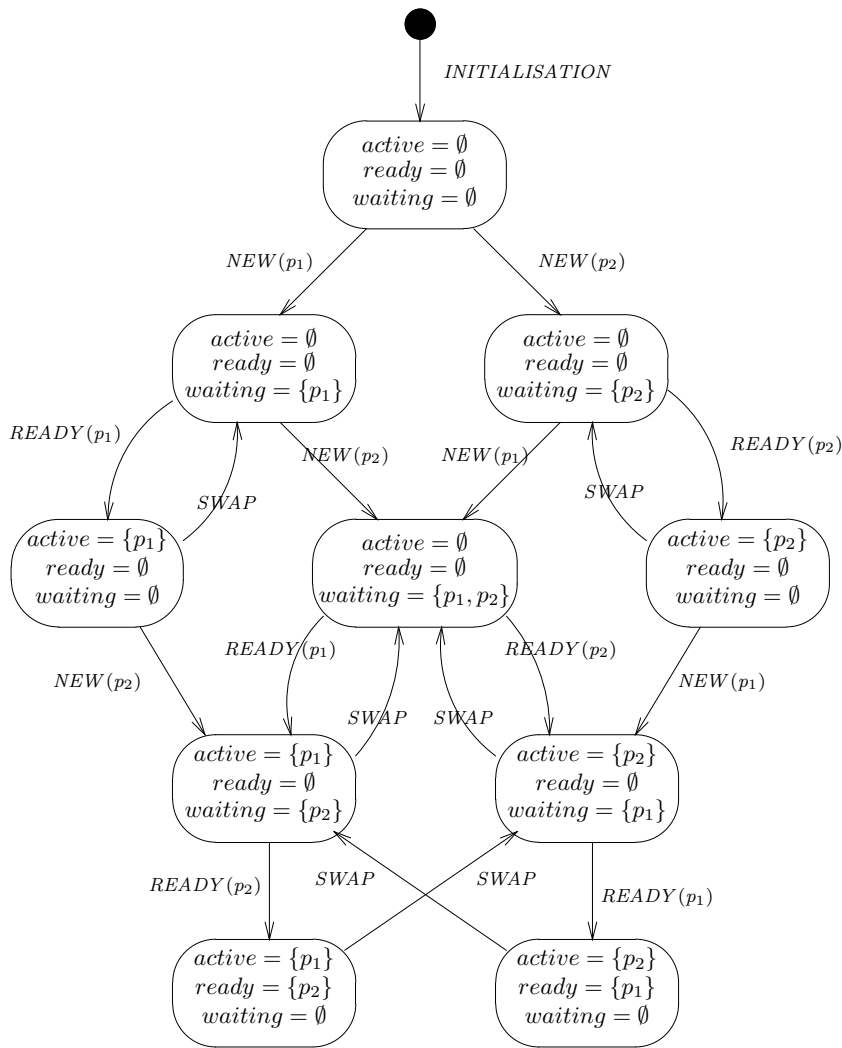 INITIALISATION
active = ∅
ready = ∅
waiting = ∅
NEW(p₁)
NEW(p₂)
active = ∅
ready = ∅
waiting = {p₁}
active = ∅
ready = ∅
waiting = {p₂}
READY(p₁)
SWAP
NEW(p₂)
NEW(p₁)
SWAP
READY(p₂)
active = {p₁}
ready = ∅
waiting = ∅
active = ∅
ready = ∅
waiting = {p₁, p₂}
active = {p₂}
ready = ∅
waiting = ∅
NEW(p₂)
READY(p₁)
SWAP
SWAP
READY(p₂)
NEW(p₁)
active = {p₁}
ready = ∅
waiting = {p₂}
active = {p₂}
ready = ∅
waiting = {p₁}
READY(p₂)
SWAP
SWAP
READY(p₁)
active = {p₁}
ready = {p₂}
waiting = ∅
active = {p₂}
ready = {p₁}
waiting = ∅